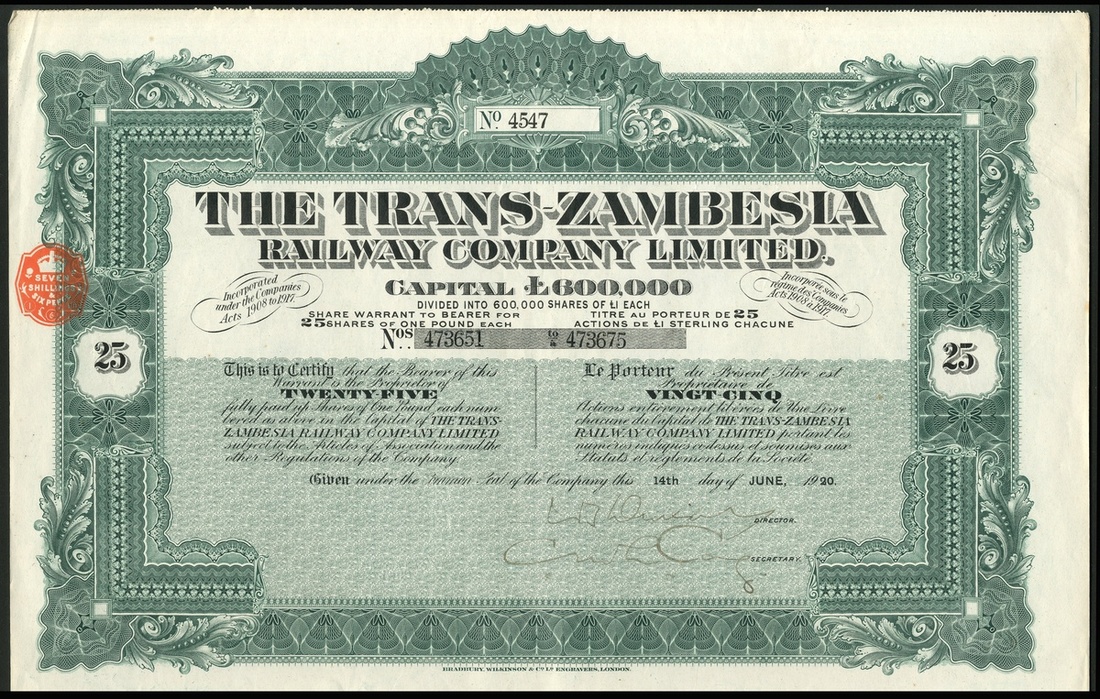 No. 4547
THE TRANS-ZAMBESIA
RAILWAY COMPANY LIMITED.
Incorporated
under the Companies
Acts 1908 to 1917.
CAPITAL £600,000
Incorporée sous le
régime des Companies
Acts 1908 à 1917.
DIVIDED INTO 600,000 SHARES OF £1 EACH
SHARE WARRANT TO BEARER FOR
25 SHARES OF ONE POUND EACH
TITRE AU PORTEUR DE 25
ACTIONS DE £1 STERLING CHACUNE
Nos. 473651 to/a 473675
SEVEN
SHILLINGS
&
SIXPENCE
25
25
This is to Certify that the Bearer of this
Warrant is the Proprietor of
TWENTY-FIVE
fully paid up Shares of One Pound each num-
bered as above in the Capital of THE TRANS-
ZAMBESIA RAILWAY COMPANY LIMITED
subject to the Articles of Association and the
other Regulations of the Company.
Le Porteur du Présent Titre est
Propriétaire de
VINGT-CINQ
Actions entièrement libérées de Une Livre
chacune du Capital de THE TRANS-ZAMBESIA
RAILWAY COMPANY LIMITED portant les
numéros indiqués ci-dessus et soumises aux
Statuts et règlements de la Société.
Given under the Common Seal of the Company this 14th day of JUNE, 1920.
DIRECTOR.
SECRETARY.
BRADBURY, WILKINSON & Co. Ld. ENGRAVERS, LONDON.